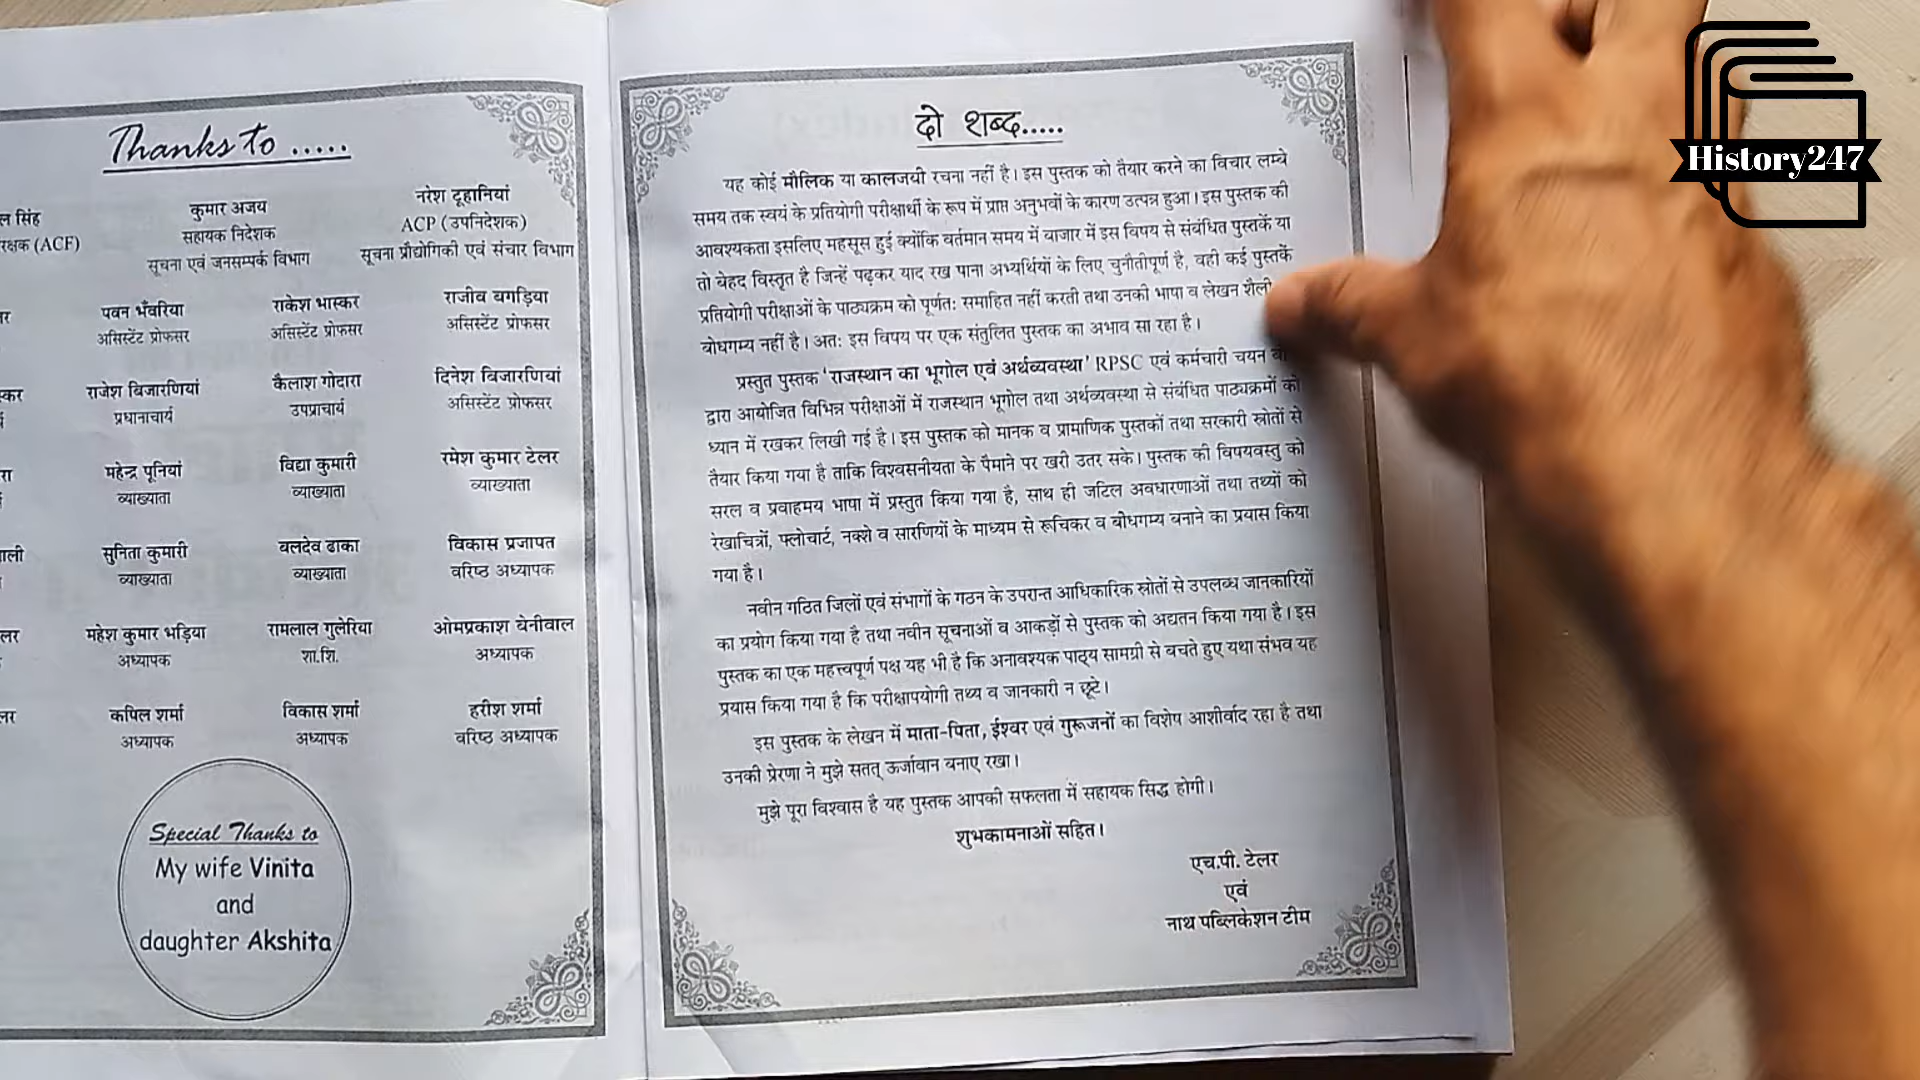 Thanks to .....
ल सिंह
रक्षक (ACF)
कुमार अजय
सहायक निदेशक
सूचना एवं जनसम्पर्क विभाग
नरेश दूहानियां
ACP (उपनिदेशक)
सूचना प्रौद्योगिकी एवं संचार विभाग
पवन भँवरिया
असिस्टेंट प्रोफसर
राकेश भास्कर
असिस्टेंट प्रोफसर
राजीव बगड़िया
असिस्टेंट प्रोफसर
स्कर
राजेश बिजारणियां
प्रधानाचार्य
कैलाश गोदारा
उपप्राचार्य
दिनेश बिजारणियां
असिस्टेंट प्रोफसर
रा
महेन्द्र पूनियां
व्याख्याता
विद्या कुमारी
व्याख्याता
रमेश कुमार टेलर
व्याख्याता
ाली
सुनिता कुमारी
व्याख्याता
बलदेव ढाका
व्याख्याता
विकास प्रजापत
वरिष्ठ अध्यापक
लर
महेश कुमार भड़िया
अध्यापक
रामलाल गुलेरिया
शा.शि.
ओमप्रकाश बेनीवाल
अध्यापक
लर
कपिल शर्मा
अध्यापक
विकास शर्मा
अध्यापक
हरीश शर्मा
वरिष्ठ अध्यापक
Special Thanks to
My wife Vinita
and
daughter Akshita
दो शब्द.....
यह कोई मौलिक या कालजयी रचना नहीं है। इस पुस्तक को तैयार करने का विचार लम्बे
समय तक स्वयं के प्रतियोगी परीक्षार्थी के रूप में प्राप्त अनुभवों के कारण उत्पन्न हुआ। इस पुस्तक की
आवश्यकता इसलिए महसूस हुई क्योंकि वर्तमान समय में बाजार में इस विषय से संबंधित पुस्तकें या
तो बेहद विस्तृत है जिन्हें पढ़कर याद रख पाना अभ्यर्थियों के लिए चुनौतीपूर्ण है, वही कई पुस्तकें
प्रतियोगी परीक्षाओं के पाठ्यक्रम को पूर्णत: समाहित नहीं करती तथा उनकी भाषा व लेखन शैली
बोधगम्य नहीं है। अत: इस विषय पर एक संतुलित पुस्तक का अभाव सा रहा है।
प्रस्तुत पुस्तक 'राजस्थान का भूगोल एवं अर्थव्यवस्था' RPSC एवं कर्मचारी चयन
द्वारा आयोजित विभिन्न परीक्षाओं में राजस्थान भूगोल तथा अर्थव्यवस्था से संबंधित पाठ्यक्रमों को
ध्यान में रखकर लिखी गई है। इस पुस्तक को मानक व प्रामाणिक पुस्तकों तथा सरकारी स्त्रोतों से
तैयार किया गया है ताकि विश्वसनीयता के पैमाने पर खरी उतर सके। पुस्तक की विषयवस्तु को
सरल व प्रवाहमय भाषा में प्रस्तुत किया गया है, साथ ही जटिल अवधारणाओं तथा तथ्यों को
रेखाचित्रों, फ्लोचार्ट, नक्शे व सारणियों के माध्यम से रूचिकर व बोधगम्य बनाने का प्रयास किया
गया है।
नवीन गठित जिलों एवं संभागों के गठन के उपरान्त आधिकारिक स्रोतों से उपलब्ध जानकारियों
का प्रयोग किया गया है तथा नवीन सूचनाओं व आकड़ों से पुस्तक को अद्यतन किया गया है। इस
पुस्तक का एक महत्त्वपूर्ण पक्ष यह भी है कि अनावश्यक पाठ्य सामग्री से बचते हुए यथा संभव यह
प्रयास किया गया है कि परीक्षापयोगी तथ्य व जानकारी न छूटे।
इस पुस्तक के लेखन में माता-पिता, ईश्वर एवं गुरूजनों का विशेष आशीर्वाद रहा है तथा
उनकी प्रेरणा ने मुझे सतत् ऊर्जावान बनाए रखा।
मुझे पूरा विश्वास है यह पुस्तक आपकी सफलता में सहायक सिद्ध होगी।
शुभकामनाओं सहित।
एच.पी. टेलर
एवं
नाथ पब्लिकेशन टीम
History247